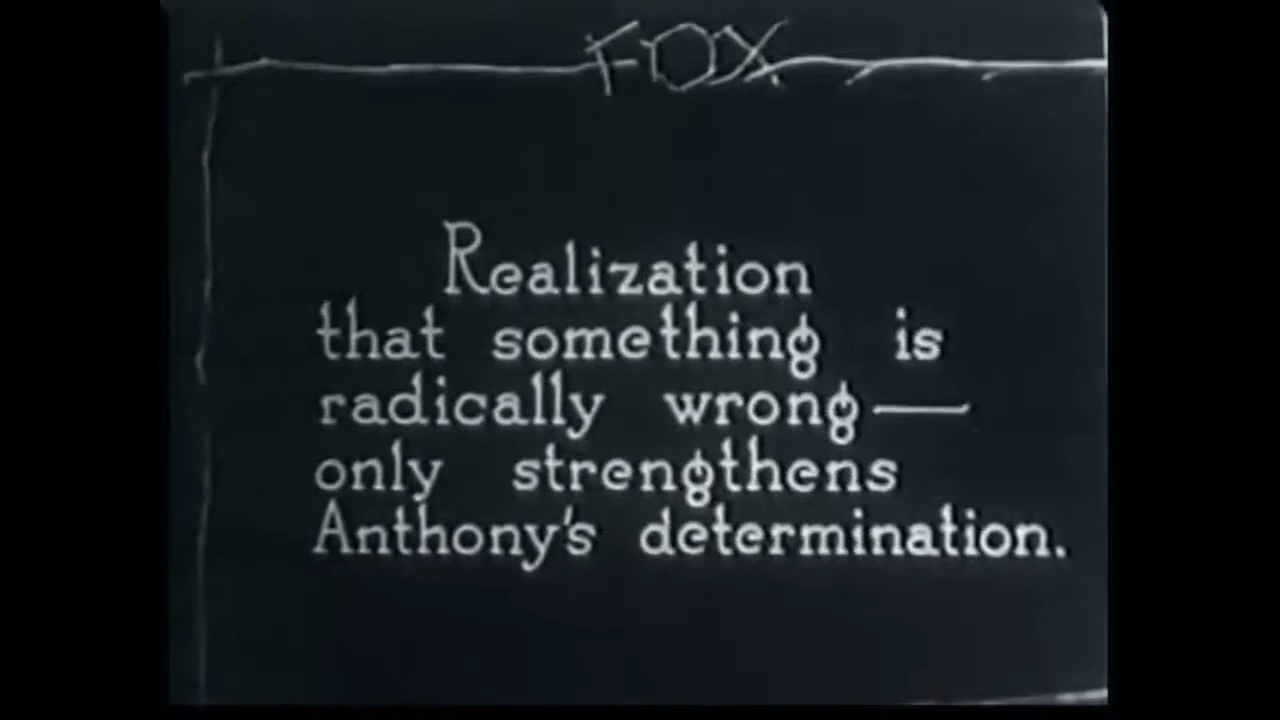 FOX
Realization
that something is
radically wrong—
only strengthens
Anthony's determination.